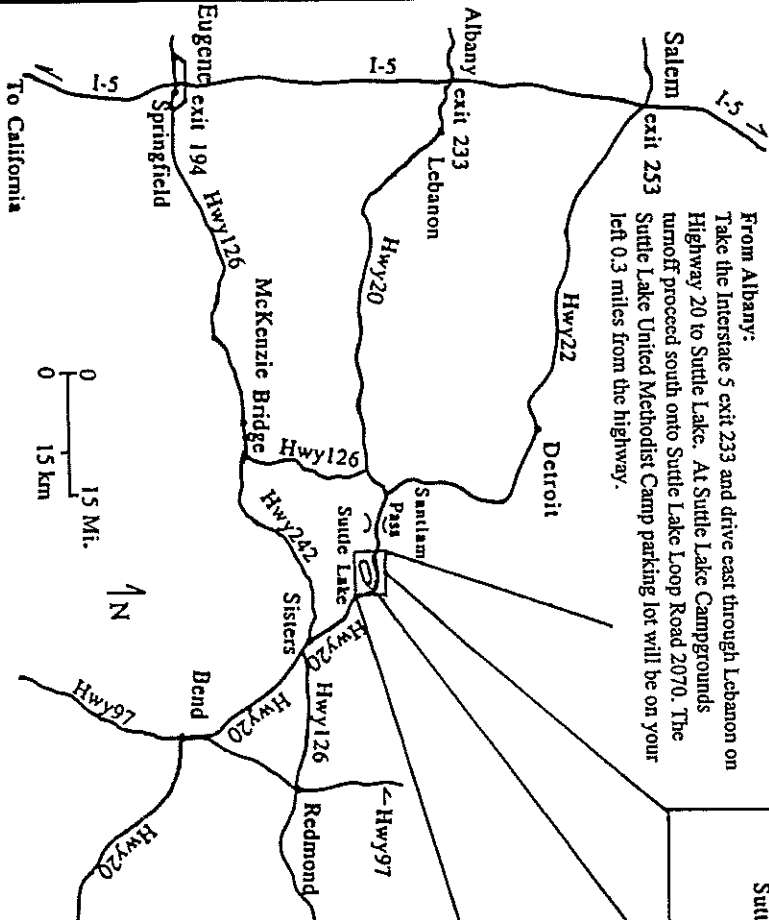 From Albany:
Take the Interstate 5 exit 233 and drive east through Lebanon on
Highway 20 to Suttle Lake. At Suttle Lake Campgrounds
turnoff proceed south onto Suttle Lake Loop Road 2070. The
Suttle Lake United Methodist Camp parking lot will be on your
left 0.3 miles from the highway.
I-5
Salem
exit 253
Hwy22
Detroit
Albany
exit 233
I-5
Lebanon
Hwy20
Santiam
Pass
Suttle Lake
Eugene
exit 194
I-5
Springfield
Hwy126
McKenzie Bridge
Hwy126
Hwy242
Sisters
Hwy20
Hwy126
Hwy20
Bend
Hwy97
Redmond
Hwy97
Hwy20
To California
0
15 Mi.
0
15 km
N